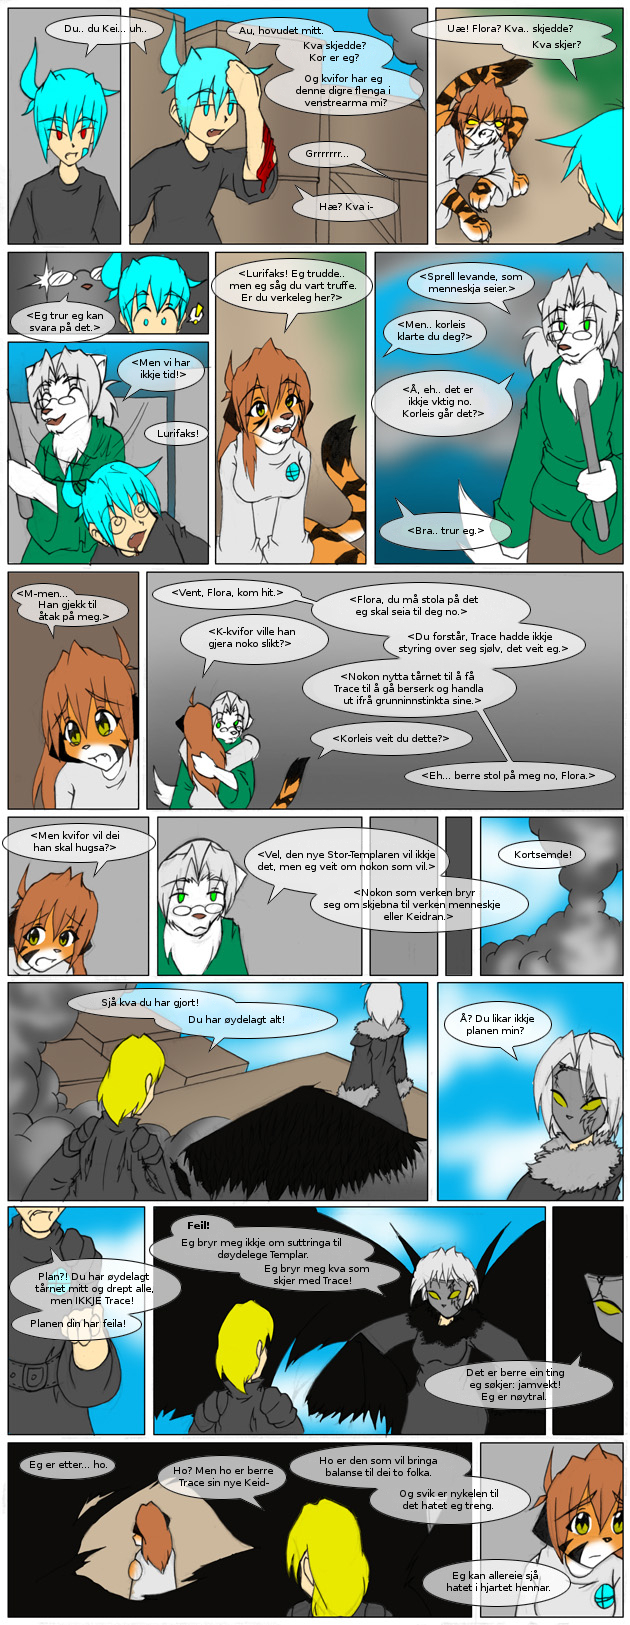 Du.. du Kei... uh..
Au, hovudet mitt.
Kva skjedde?
Kor er eg?
Og kvifor har eg
denne digre flenga i
venstrearma mi?
Grrrrrrr...
Hæ? Kva i-
Uæ! Flora? Kva.. skjedde?
Kva skjer?
<Eg trur eg kan
svara på det.>
<Men vi har
ikkje tid!>
Lurifaks!
<Lurifaks! Eg trudde..
men eg såg du vart truffe.
Er du verkeleg her?>
<Sprell levande, som
menneskja seier.>
<Men.. korleis
klarte du deg?>
<Å, eh.. det er
ikkje vktig no.
Korleis går det?>
<Bra.. trur eg.>
<M-men...
Han gjekk til
åtak på meg.>
<Vent, Flora, kom hit.>
<Flora, du må stola på det
eg skal seia til deg no.>
<K-kvifor ville han
gjera noko slikt?>
<Du forstår, Trace hadde ikkje
styring over seg sjølv, det veit eg.>
<Nokon nytta tårnet til å få
Trace til å gå berserk og handla
ut ifrå grunninnstinkta sine.>
<Korleis veit du dette?>
<Eh... berre stol på meg no, Flora.>
<Men kvifor vil dei
han skal hugsa?>
<Vel, den nye Stor-Templaren vil ikkje
det, men eg veit om nokon som vil.>
<Nokon som verken bryr
seg om skjebna til verken menneskje
eller Keidran.>
Kortsemde!
Sjå kva du har gjort!
Du har øydelagt alt!
Å? Du likar ikkje
planen min?
Plan?! Du har øydelagt
tårnet mitt og drept alle,
men IKKJE Trace!
Planen din har feila!
Feil!
Eg bryr meg ikkje om suttringa til
døydelege Templar.
Eg bryr meg kva som
skjer med Trace!
Det er berre ein ting
eg søkjer: jamvekt!
Eg er nøytral.
Eg er etter... ho.
Ho? Men ho er berre
Trace sin nye Keid-
Ho er den som vil bringa
balanse til dei to folka.
Og svik er nykelen til
det hatet eg treng.
Eg kan allereie sjå
hatet i hjartet hennar.